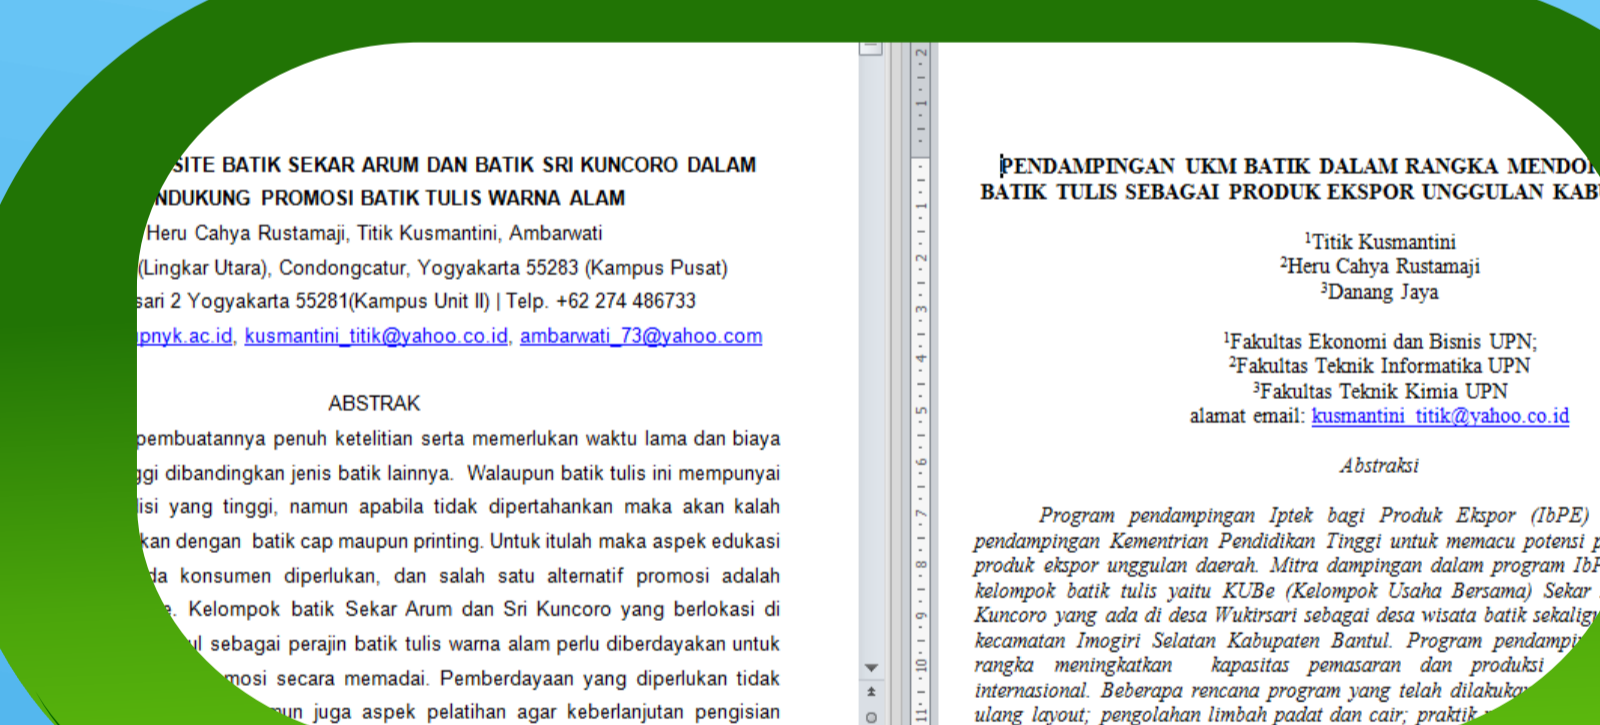 SITE BATIK SEKAR ARUM DAN BATIK SRI KUNCORO DALAM
NDUKUNG PROMOSI BATIK TULIS WARNA ALAM
Heru Cahya Rustamaji, Titik Kusmantini, Ambarwati
(Lingkar Utara), Condongcatur, Yogyakarta 55283 (Kampus Pusat)
sari 2 Yogyakarta 55281(Kampus Unit II) | Telp. +62 274 486733
pnyk.ac.id, kusmantini_titik@yahoo.co.id, ambarwati_73@yahoo.com
ABSTRAK
pembuatannya penuh ketelitian serta memerlukan waktu lama dan biaya
ggi dibandingkan jenis batik lainnya. Walaupun batik tulis ini mempunyai
isi yang tinggi, namun apabila tidak dipertahankan maka akan kalah
kan dengan batik cap maupun printing. Untuk itulah maka aspek edukasi
da konsumen diperlukan, dan salah satu alternatif promosi adalah
e. Kelompok batik Sekar Arum dan Sri Kuncoro yang berlokasi di
ul sebagai perajin batik tulis warna alam perlu diberdayakan untuk
mosi secara memadai. Pemberdayaan yang diperlukan tidak
mun juga aspek pelatihan agar keberlanjutan pengisian
PENDAMPINGAN UKM BATIK DALAM RANGKA MENDO
BATIK TULIS SEBAGAI PRODUK EKSPOR UNGGULAN KAB
¹Titik Kusmantini
²Heru Cahya Rustamaji
³Danang Jaya
¹Fakultas Ekonomi dan Bisnis UPN;
²Fakultas Teknik Informatika UPN
³Fakultas Teknik Kimia UPN
alamat email: kusmantini_titik@yahoo.co.id
Abstraksi
Program pendampingan Iptek bagi Produk Ekspor (IbPE)
pendampingan Kementrian Pendidikan Tinggi untuk memacu potensi p
produk ekspor unggulan daerah. Mitra dampingan dalam program IbP
kelompok batik tulis yaitu KUBe (Kelompok Usaha Bersama) Sekar
Kuncoro yang ada di desa Wukirsari sebagai desa wisata batik sekalig
kecamatan Imogiri Selatan Kabupaten Bantul. Program pendampin
rangka meningkatkan kapasitas pemasaran dan produksi
internasional. Beberapa rencana program yang telah dilakuka
ulang layout; pengolahan limbah padat dan cair; praktik